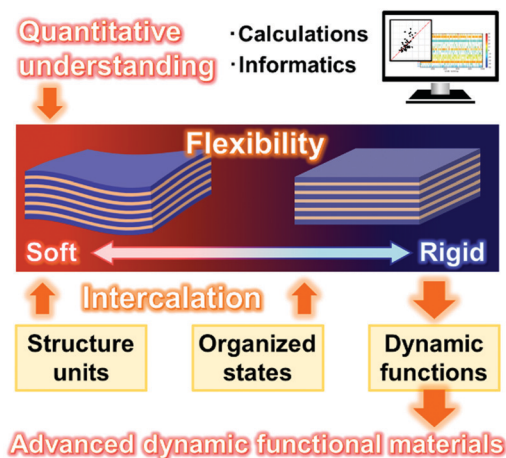 Quantitative
understanding
·Calculations
·Informatics
Flexibility
Soft
Rigid
Intercalation
Structure
units
Organized
states
Dynamic
functions
Advanced dynamic functional materials